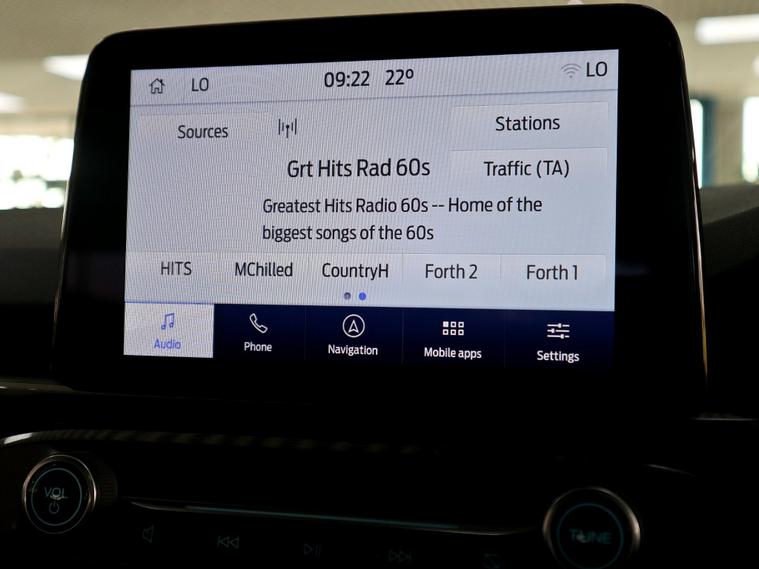 LO 09:22 22º LO
Sources Stations
Grt Hits Rad 60s Traffic (TA)
Greatest Hits Radio 60s -- Home of the
biggest songs of the 60s
HITS MChilled CountryH Forth 2 Forth 1
Audio Phone Navigation Mobile apps Settings
VOL TUNE